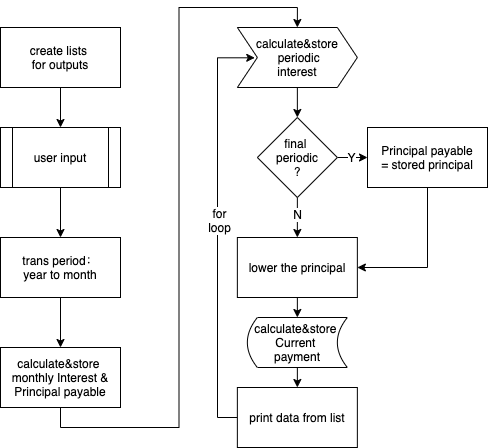 create lists
for outputs
user input
trans period：
year to month
calculate&store
monthly Interest &
Principal payable
calculate&store
periodic
interest
final
periodic
?
Y
Principal payable
= stored principal
N
for
loop
lower the principal
calculate&store
Current
payment
print data from list